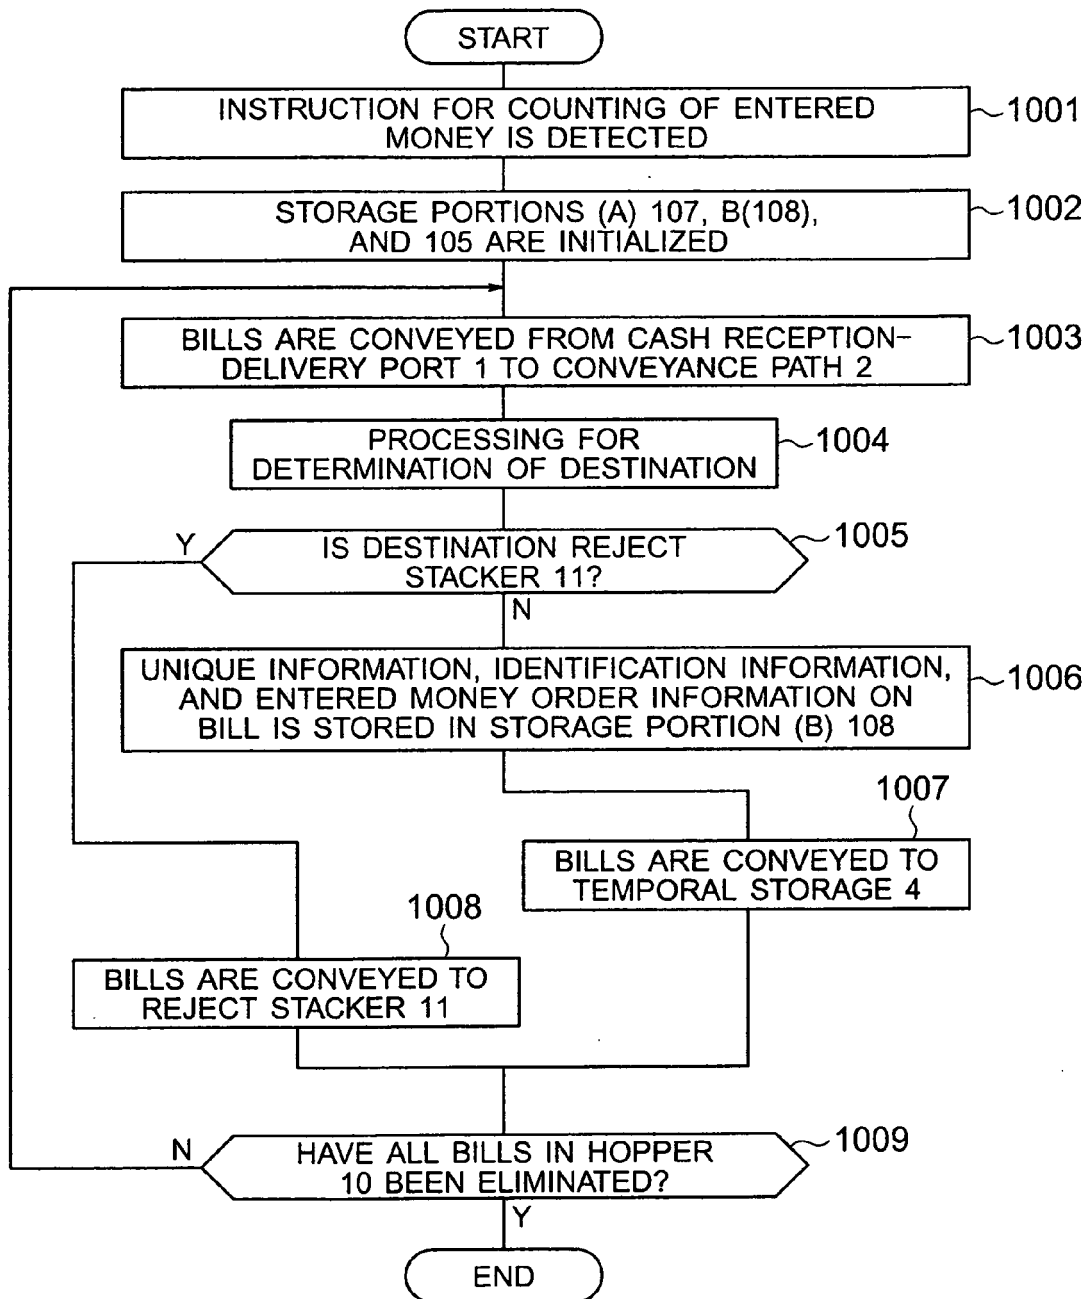 START
INSTRUCTION FOR COUNTING OF ENTERED
MONEY IS DETECTED
1001
STORAGE PORTIONS (A) 107, B(108),
AND 105 ARE INITIALIZED
1002
BILLS ARE CONVEYED FROM CASH RECEPTION-
DELIVERY PORT 1 TO CONVEYANCE PATH 2
1003
PROCESSING FOR
DETERMINATION OF DESTINATION
1004
Y
IS DESTINATION REJECT
STACKER 11?
1005
N
UNIQUE INFORMATION, IDENTIFICATION INFORMATION,
AND ENTERED MONEY ORDER INFORMATION ON
BILL IS STORED IN STORAGE PORTION (B) 108
1006
1007
BILLS ARE CONVEYED TO
TEMPORAL STORAGE 4
1008
BILLS ARE CONVEYED TO
REJECT STACKER 11
N
HAVE ALL BILLS IN HOPPER
10 BEEN ELIMINATED?
1009
Y
END